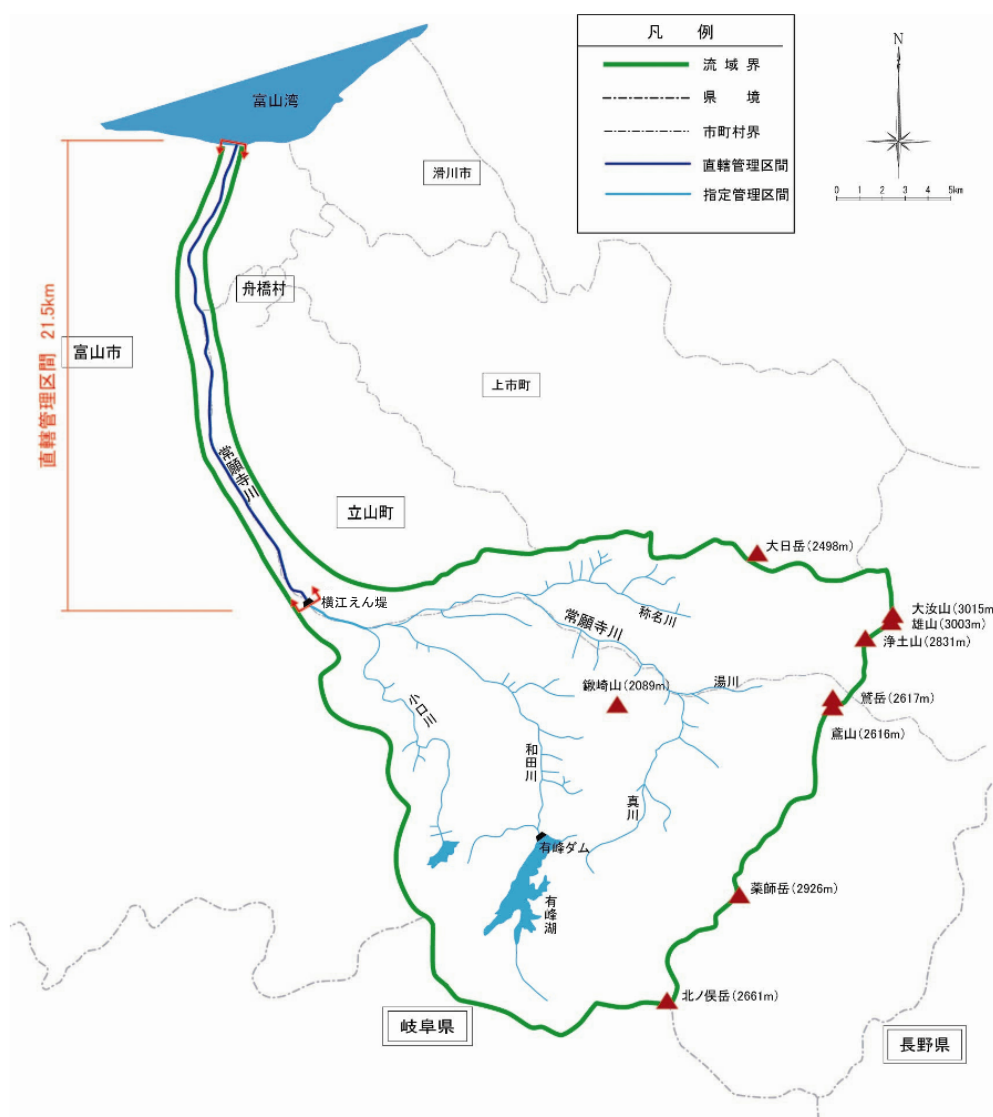 凡 例
流域界
県 境
市町村界
直轄管理区間
指定管理区間
N
0 1 2 3 4 5km
富山湾
滑川市
舟橋村
富山市
直轄管理区間 21.5km
上市町
常願寺川
立山町
大日岳(2498m)
横江えん堤
称名川
常願寺川
大汝山(3015m
雄山(3003m)
浄土山(2831m)
鍬崎山(2089m)
湯川
鷲岳(2617m)
鳶山(2616m)
小口川
和田川
真川
有峰ダム
有峰湖
薬師岳(2926m)
北ノ俣岳(2661m)
岐阜県
長野県